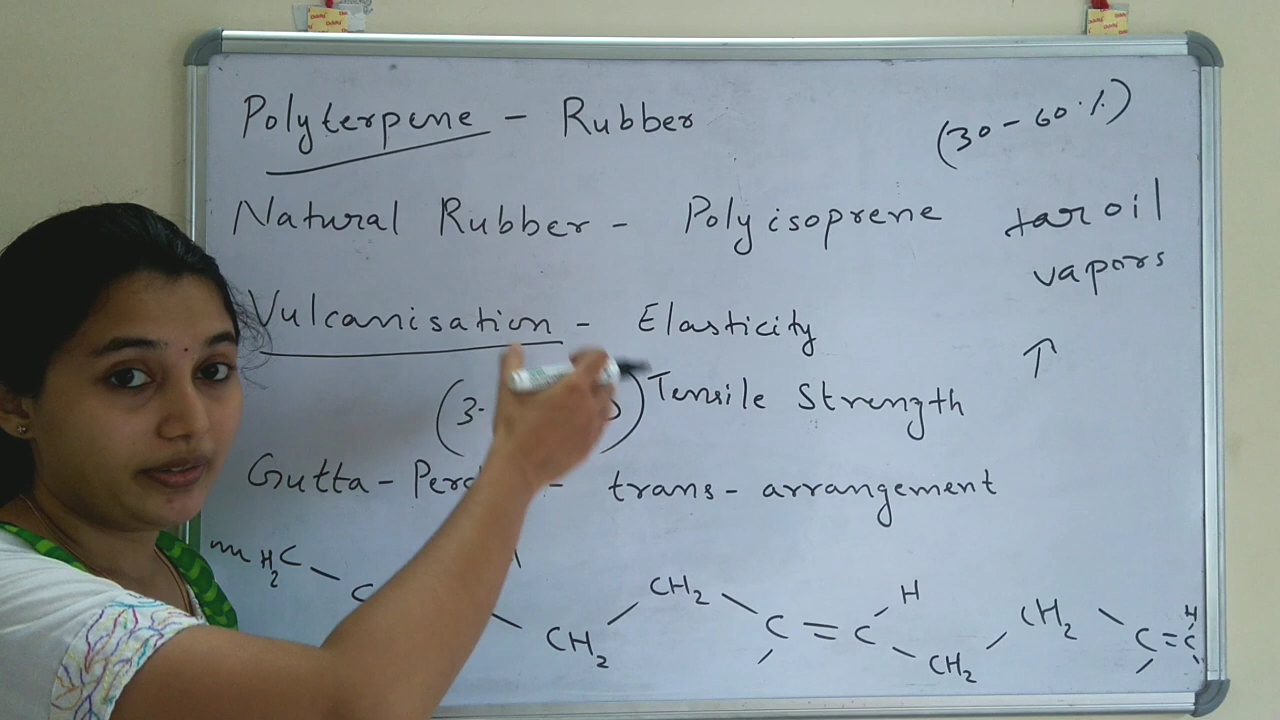 Polyterpene - Rubber
(30 - 60 %)
Natural Rubber - Polyisoprene
tar oil
vapors
Vulcanisation - Elasticity
↑
(3-
) Tensile Strength
Gutta - - trans - arrangement
H2C
C
CH2
CH2
C = C
H
CH2
CH2
C = C
H